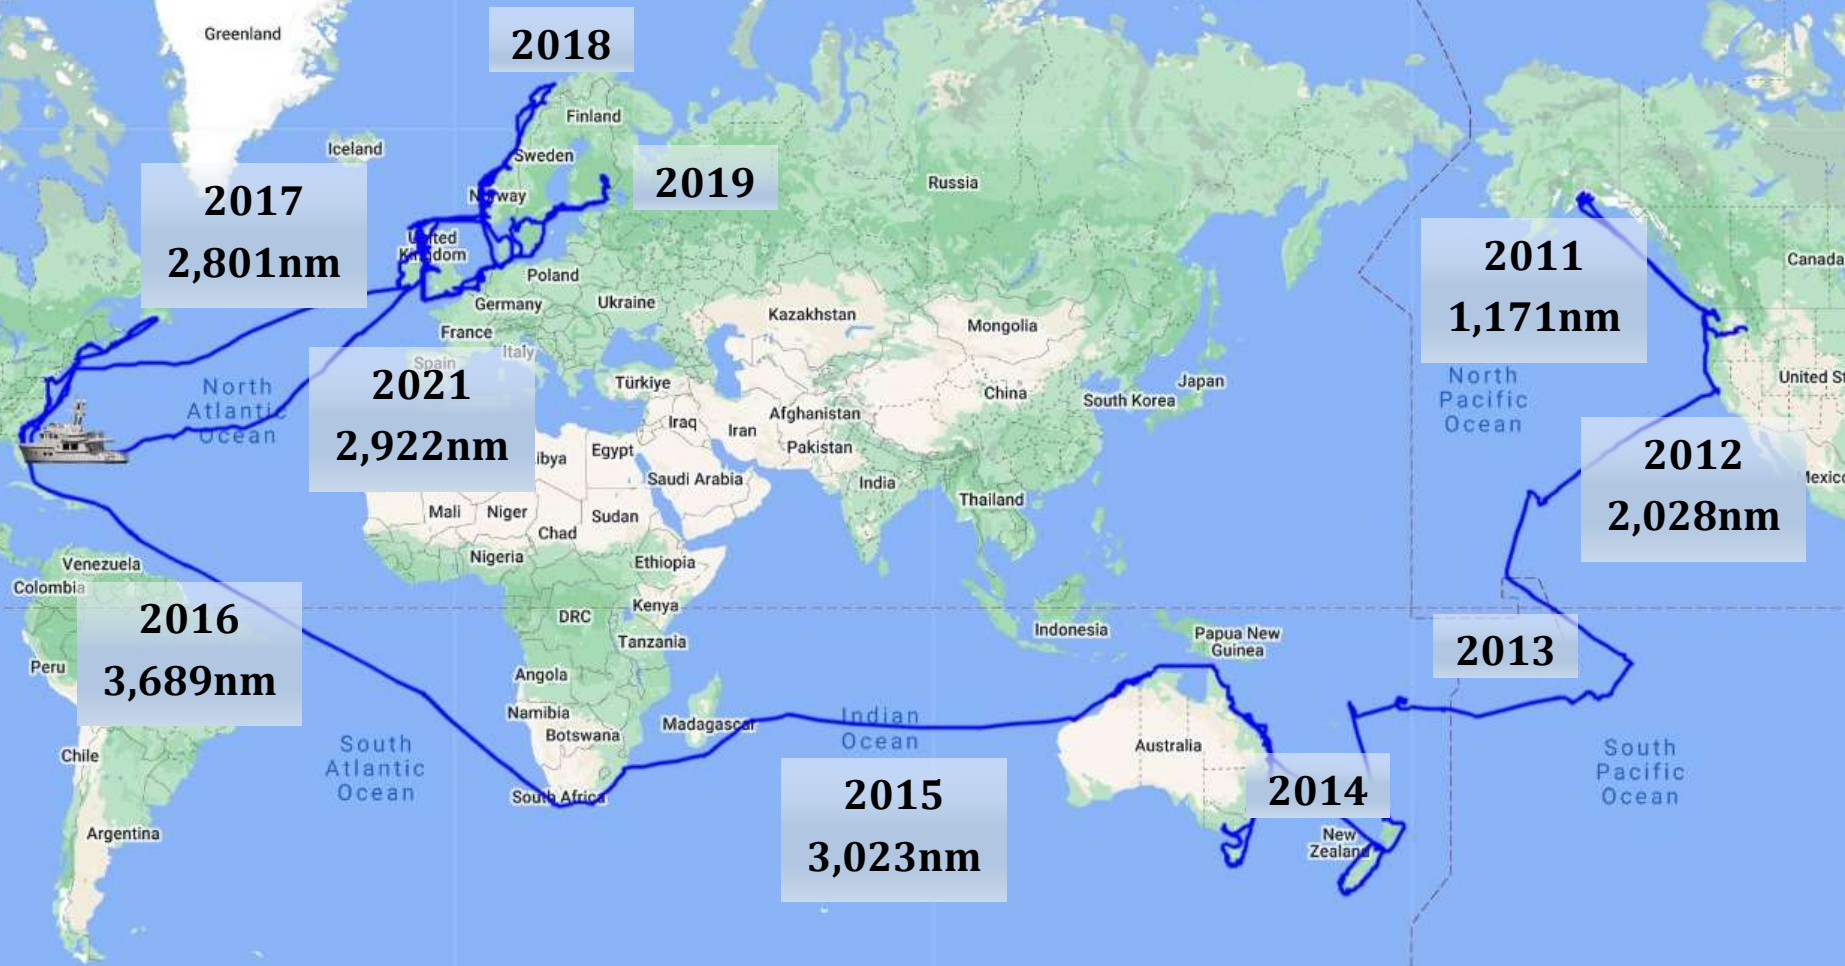 Greenland
2018
Finland
Iceland
Sweden
2019
Russia
Norway
2017
2,801nm
United
Kingdom
Poland
Germany
Ukraine
France
Kazakhstan
Mongolia
2011
1,171nm
Canada
Spain
Italy
North
Atlantic
Ocean
2021
2,922nm
Türkiye
Iraq
Iran
Afghanistan
Pakistan
China
South Korea
Japan
North
Pacific
Ocean
United St
2012
2,028nm
Mexico
ibya
Egypt
Saudi Arabia
India
Thailand
Mali
Niger
Chad
Sudan
Nigeria
Ethiopia
Venezuela
Colombia
2016
3,689nm
Peru
DRC
Kenya
Tanzania
Indonesia
Papua New
Guinea
2013
Angola
Namibia
Botswana
Madagascar
Indian
Ocean
Australia
Chile
South
Atlantic
Ocean
South Africa
2015
3,023nm
2014
South
Pacific
Ocean
Argentina
New
Zealand